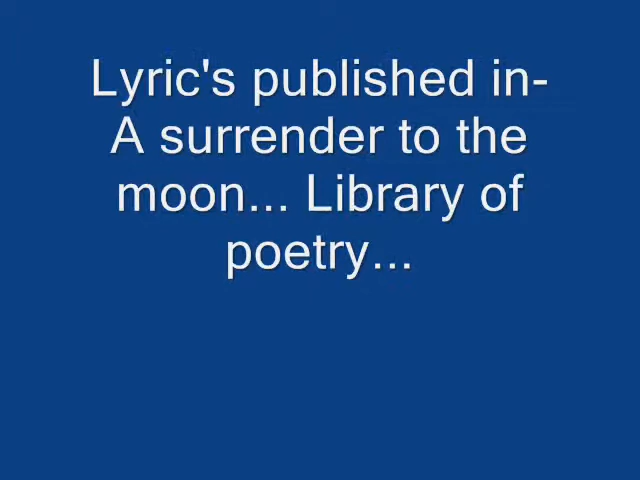 Lyric's published in-
A surrender to the
moon... Library of
poetry...